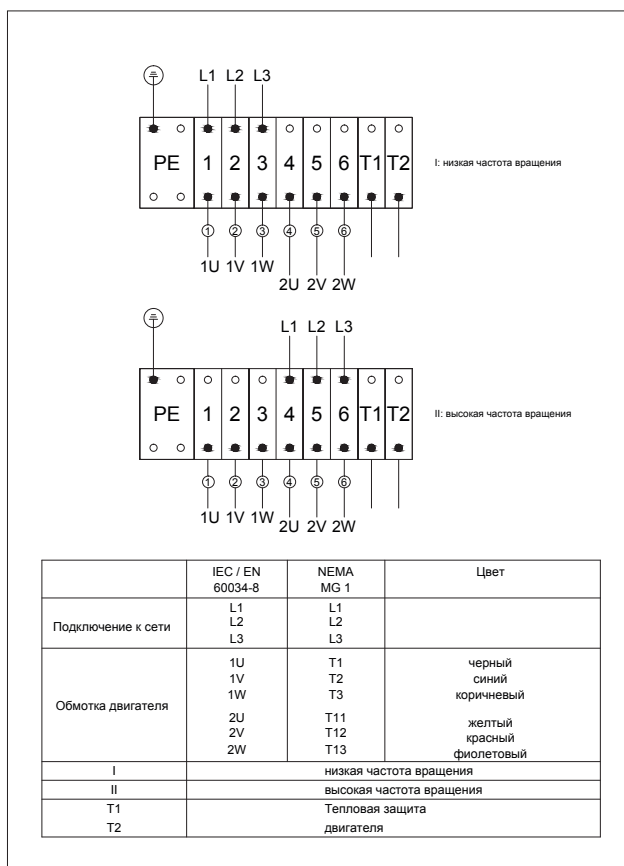 L1 L2 L3
PE 1 2 3 4 5 6 T1 T2
I: низкая частота вращения
1 2 3 4 5 6
1U 1V 1W
2U 2V 2W
L1 L2 L3
PE 1 2 3 4 5 6 T1 T2
II: высокая частота вращения
1 2 3 4 5 6
1U 1V 1W
2U 2V 2W
IEC / EN NEMA Цвет
60034-8 MG 1
Подключение к сети
L1 L1
L2 L2
L3 L3
Обмотка двигателя
1U T1 черный
1V T2 синий
1W T3 коричневый
2U T11 желтый
2V T12 красный
2W T13 фиолетовый
I низкая частота вращения
II высокая частота вращения
T1 Тепловая защита
T2 двигателя